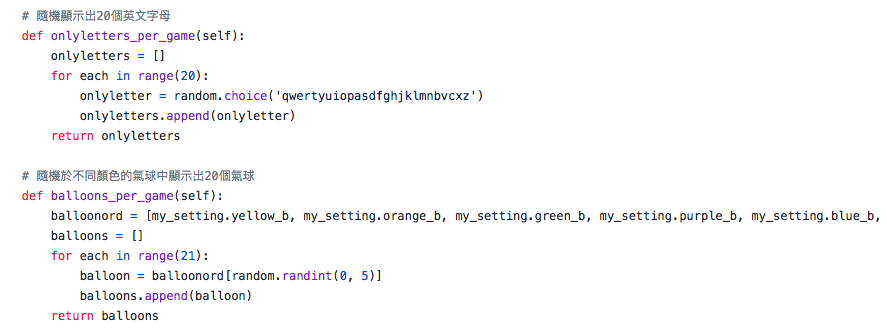 # 隨機顯示出20個英文字母
def onlyletters_per_game(self):
    onlyletters = []
    for each in range(20):
        onlyletter = random.choice('qwertyuiopasdfghjklmnbvcxz')
        onlyletters.append(onlyletter)
    return onlyletters
# 隨機於不同顏色的氣球中顯示出20個氣球
def balloons_per_game(self):
    balloonord = [my_setting.yellow_b, my_setting.orange_b, my_setting.green_b, my_setting.purple_b, my_setting.blue_b,
    balloons = []
    for each in range(21):
        balloon = balloonord[random.randint(0, 5)]
        balloons.append(balloon)
    return balloons